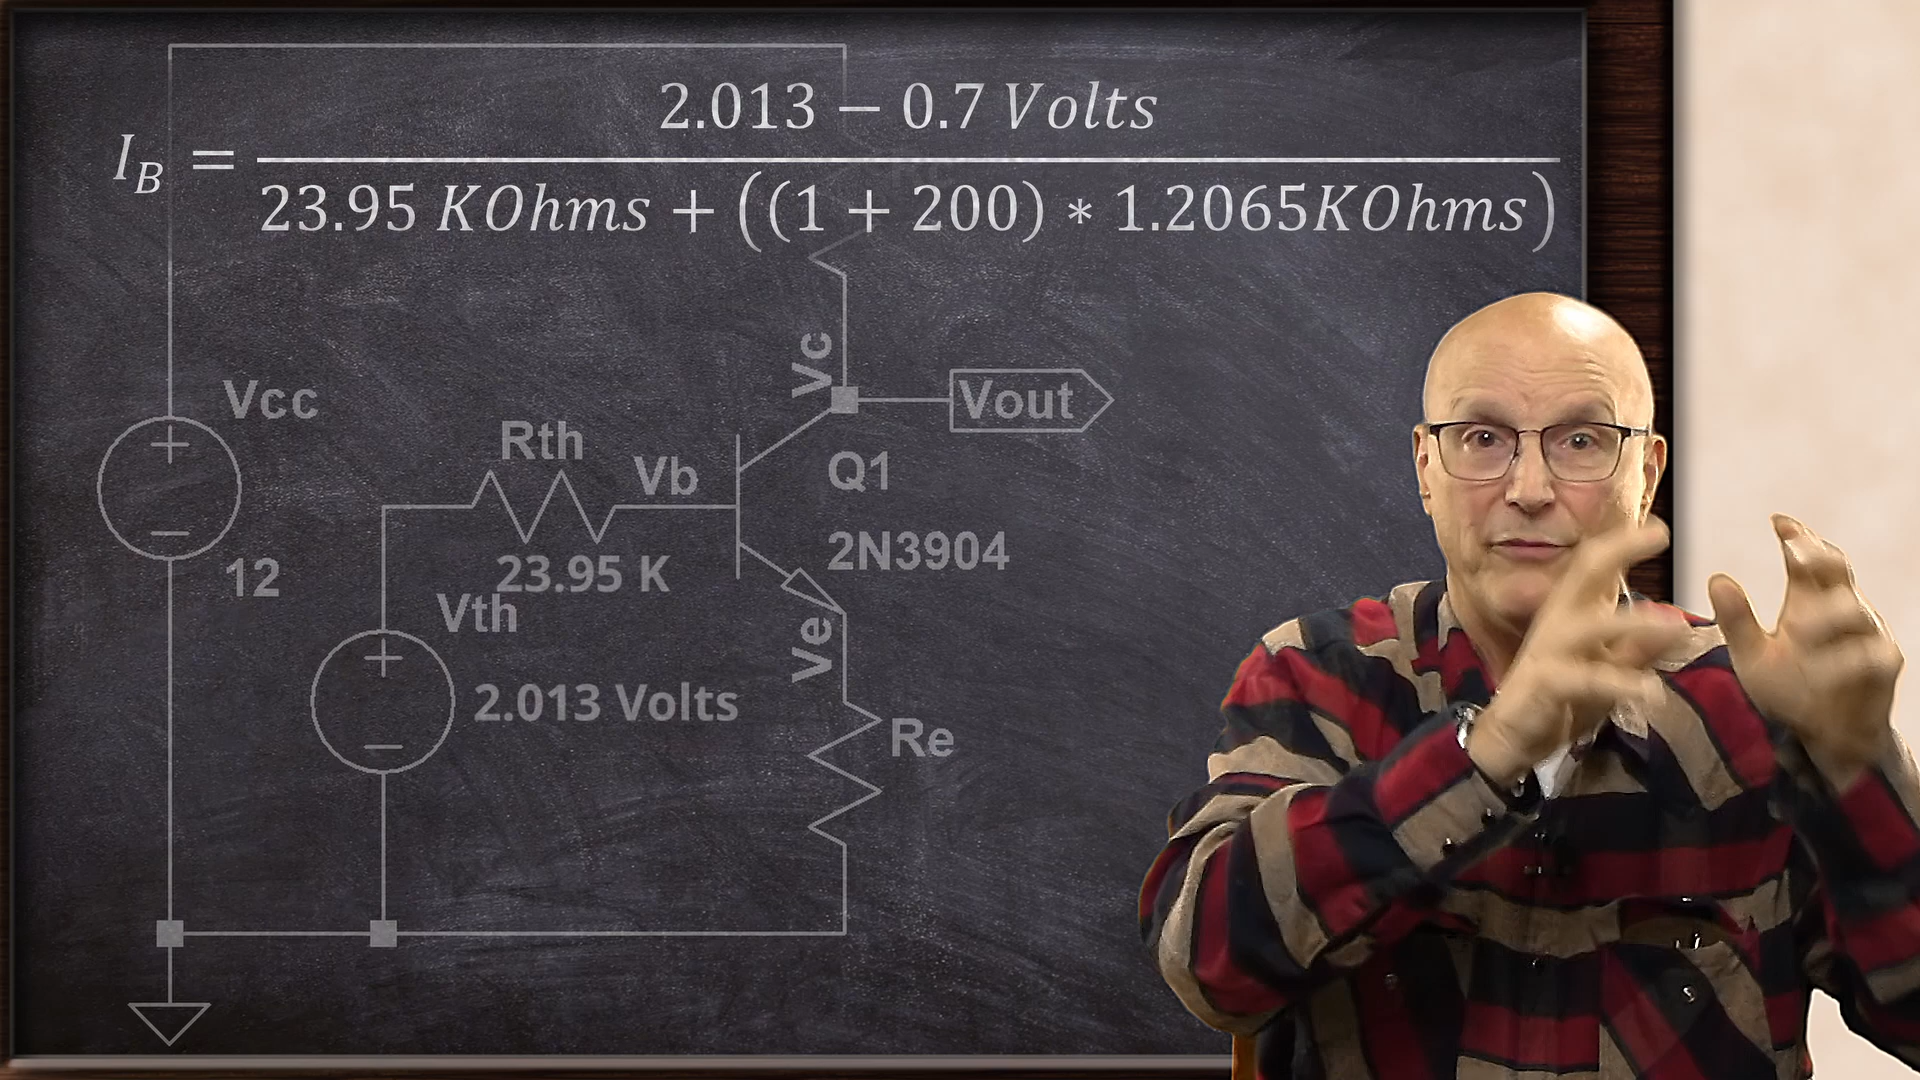 I_B = (2.013 − 0.7 Volts) / (23.95 KOhms + ((1 + 200) * 1.2065KOhms))
Vcc
12
Rth
23.95 K
Vb
Vth
2.013 Volts
Vc
Vout
Q1
2N3904
Ve
Re